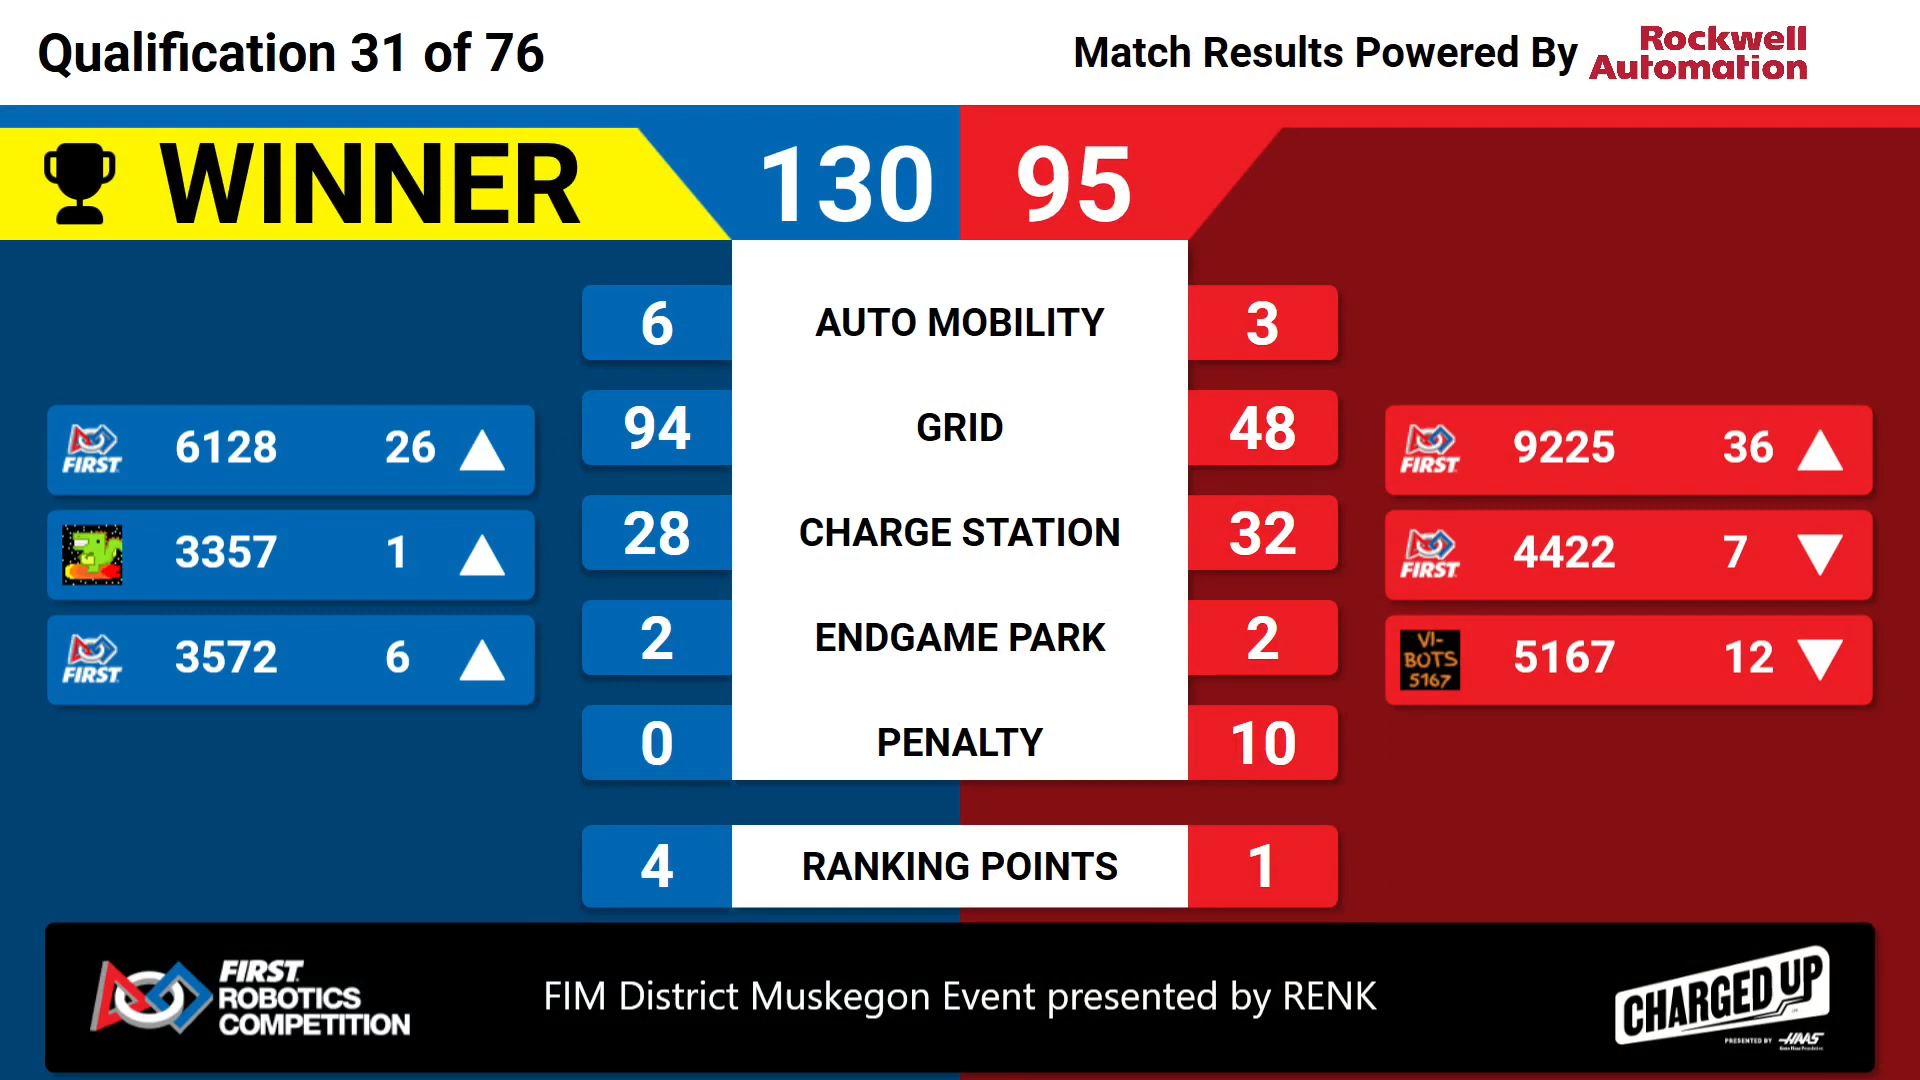 Qualification 31 of 76
Match Results Powered By
Rockwell
Automation
WINNER 130 95
6 AUTO MOBILITY 3
94 GRID 48
28 CHARGE STATION 32
2 ENDGAME PARK 2
0 PENALTY 10
4 RANKING POINTS 1
FIRST 6128 26
3357 1
FIRST 3572 6
FIRST 9225 36
FIRST 4422 7
VI-
BOTS
5167
5167 12
FIRST
ROBOTICS
COMPETITION
FIM District Muskegon Event presented by RENK
CHARGED UP
PRESENTED BY HAAS